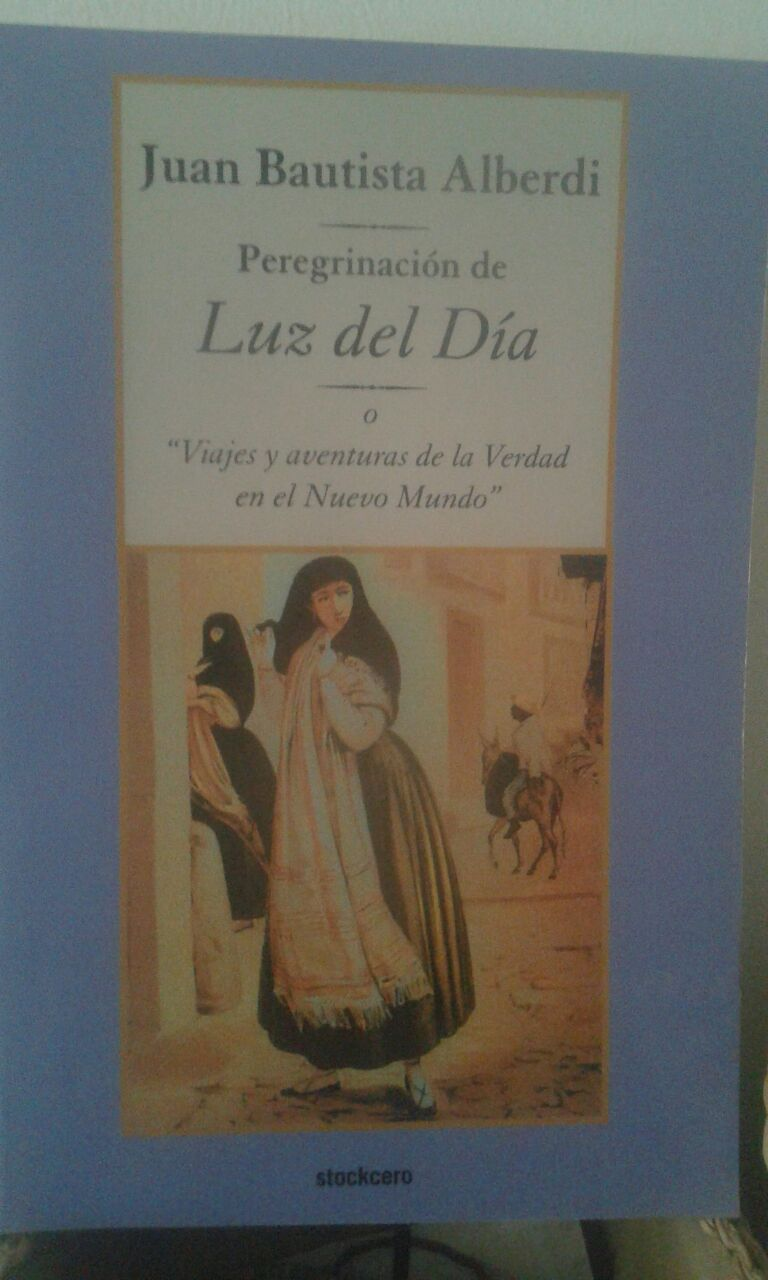 Juan Bautista Alberdi
Peregrinación de
Luz del Día
o
“Viajes y aventuras de la Verdad
en el Nuevo Mundo”
stockcero